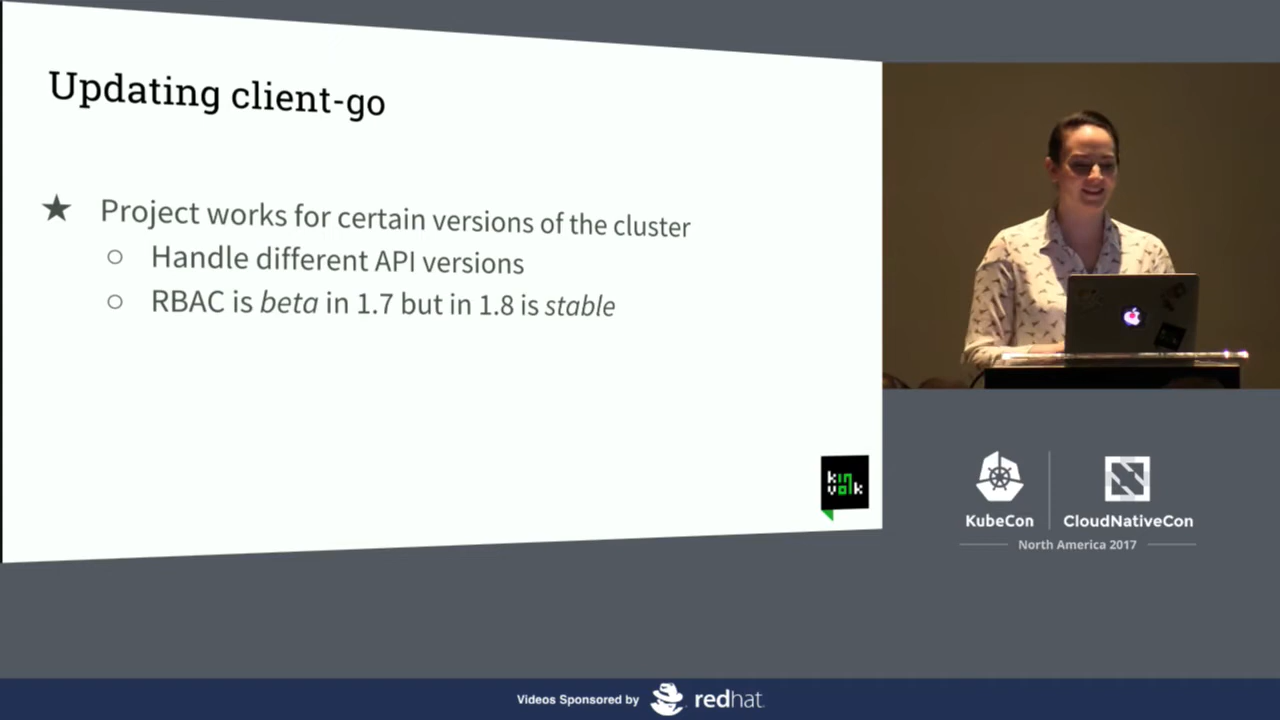 Updating client-go
★ Project works for certain versions of the cluster
○ Handle different API versions
○ RBAC is beta in 1.7 but in 1.8 is stable
kin
volk
KubeCon
CloudNativeCon
North America 2017
Videos Sponsored by
redhat.